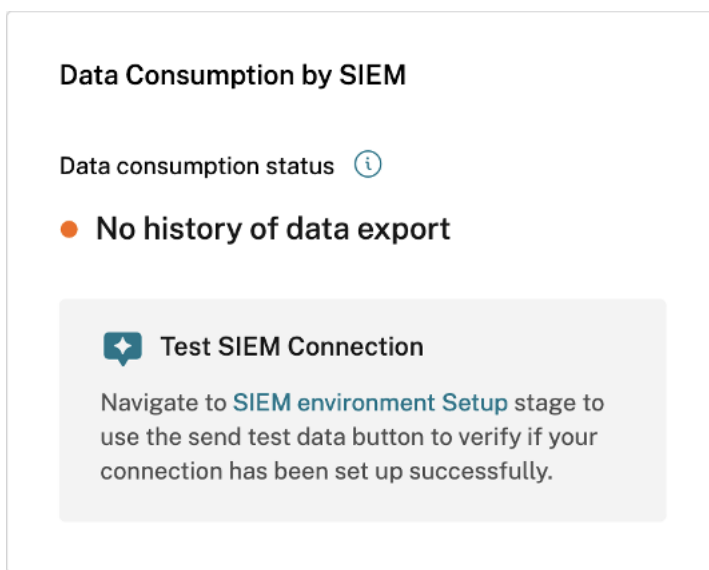 Data Consumption by SIEM
Data consumption status
No history of data export
Test SIEM Connection
Navigate to SIEM environment Setup stage to
use the send test data button to verify if your
connection has been set up successfully.